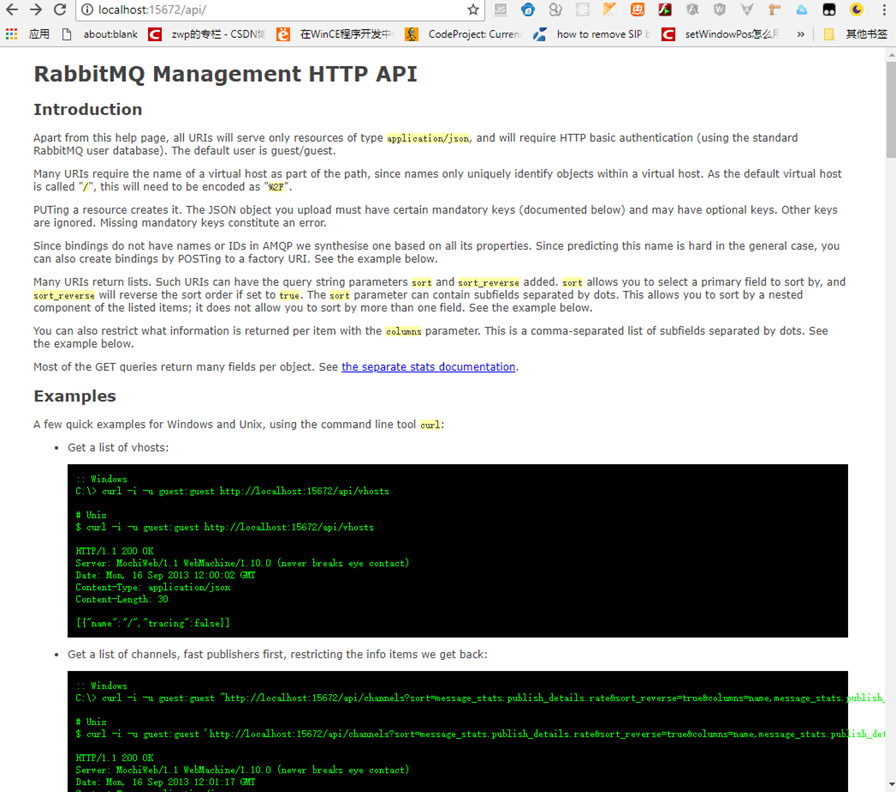 localhost:15672/api/
应用 about:blank zwp的专栏 - CSDN 在WinCE程序开发中 CodeProject: Curren how to remove SIP setWindowPos怎么 » 其他书签
RabbitMQ Management HTTP API
Introduction
Apart from this help page, all URIs will serve only resources of type application/json, and will require HTTP basic authentication (using the standard
RabbitMQ user database). The default user is guest/guest.
Many URIs require the name of a virtual host as part of the path, since names only uniquely identify objects within a virtual host. As the default virtual host
is called "/", this will need to be encoded as "%2F".
PUTing a resource creates it. The JSON object you upload must have certain mandatory keys (documented below) and may have optional keys. Other keys
are ignored. Missing mandatory keys constitute an error.
Since bindings do not have names or IDs in AMQP we synthesise one based on all its properties. Since predicting this name is hard in the general case, you
can also create bindings by POSTing to a factory URI. See the example below.
Many URIs return lists. Such URIs can have the query string parameters sort and sort_reverse added. sort allows you to select a primary field to sort by, and
sort_reverse will reverse the sort order if set to true. The sort parameter can contain subfields separated by dots. This allows you to sort by a nested
component of the listed items; it does not allow you to sort by more than one field. See the example below.
You can also restrict what information is returned per item with the columns parameter. This is a comma-separated list of subfields separated by dots. See
the example below.
Most of the GET queries return many fields per object. See the separate stats documentation.
Examples
A few quick examples for Windows and Unix, using the command line tool curl:
• Get a list of vhosts:
:: Windows
C:\> curl -i -u guest:guest http://localhost:15672/api/vhosts
# Unix
$ curl -i -u guest:guest http://localhost:15672/api/vhosts
HTTP/1.1 200 OK
Server: MochiWeb/1.1 WebMachine/1.10.0 (never breaks eye contact)
Date: Mon, 16 Sep 2013 12:00:02 GMT
Content-Type: application/json
Content-Length: 30
[{"name":"/","tracing":false}]
• Get a list of channels, fast publishers first, restricting the info items we get back:
:: Windows
C:\> curl -i -u guest:guest "http://localhost:15672/api/channels?sort=message_stats.publish_details.rate&sort_reverse=true&columns=name,message_stats.publish_
# Unix
$ curl -i -u guest:guest 'http://localhost:15672/api/channels?sort=message_stats.publish_details.rate&sort_reverse=true&columns=name,message_stats.publish_det
HTTP/1.1 200 OK
Server: MochiWeb/1.1 WebMachine/1.10.0 (never breaks eye contact)
Date: Mon, 16 Sep 2013 12:01:17 GMT